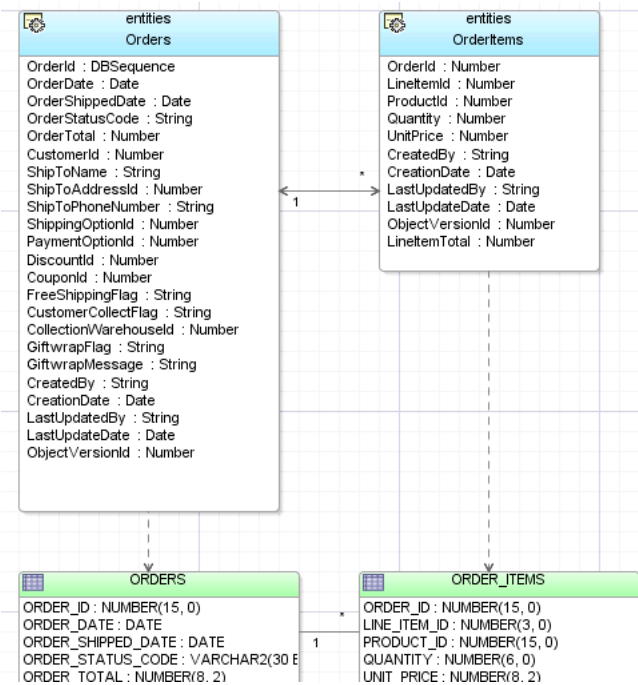 entities
Orders
OrderId : DBSequence
OrderDate : Date
OrderShippedDate : Date
OrderStatusCode : String
OrderTotal : Number
CustomerId : Number
ShipToName : String
ShipToAddressId : Number
ShipToPhoneNumber : String
ShippingOptionId : Number
PaymentOptionId : Number
DiscountId : Number
CouponId : Number
FreeShippingFlag : String
CustomerCollectFlag : String
CollectionWarehouseId : Number
GiftwrapFlag : String
GiftwrapMessage : String
CreatedBy : String
CreationDate : Date
LastUpdatedBy : String
LastUpdateDate : Date
ObjectVersionId : Number
entities
OrderItems
OrderId : Number
LineItemId : Number
ProductId : Number
Quantity : Number
UnitPrice : Number
CreatedBy : String
CreationDate : Date
LastUpdatedBy : String
LastUpdateDate : Date
ObjectVersionId : Number
LineItemTotal : Number
*
1
ORDERS
ORDER_ID : NUMBER(15, 0)
ORDER_DATE : DATE
ORDER_SHIPPED_DATE : DATE
ORDER_STATUS_CODE : VARCHAR2(30 B
ORDER_TOTAL : NUMBER(8, 2)
*
1
ORDER_ITEMS
ORDER_ID : NUMBER(15, 0)
LINE_ITEM_ID : NUMBER(3, 0)
PRODUCT_ID : NUMBER(15, 0)
QUANTITY : NUMBER(6, 0)
UNIT_PRICE : NUMBER(8, 2)